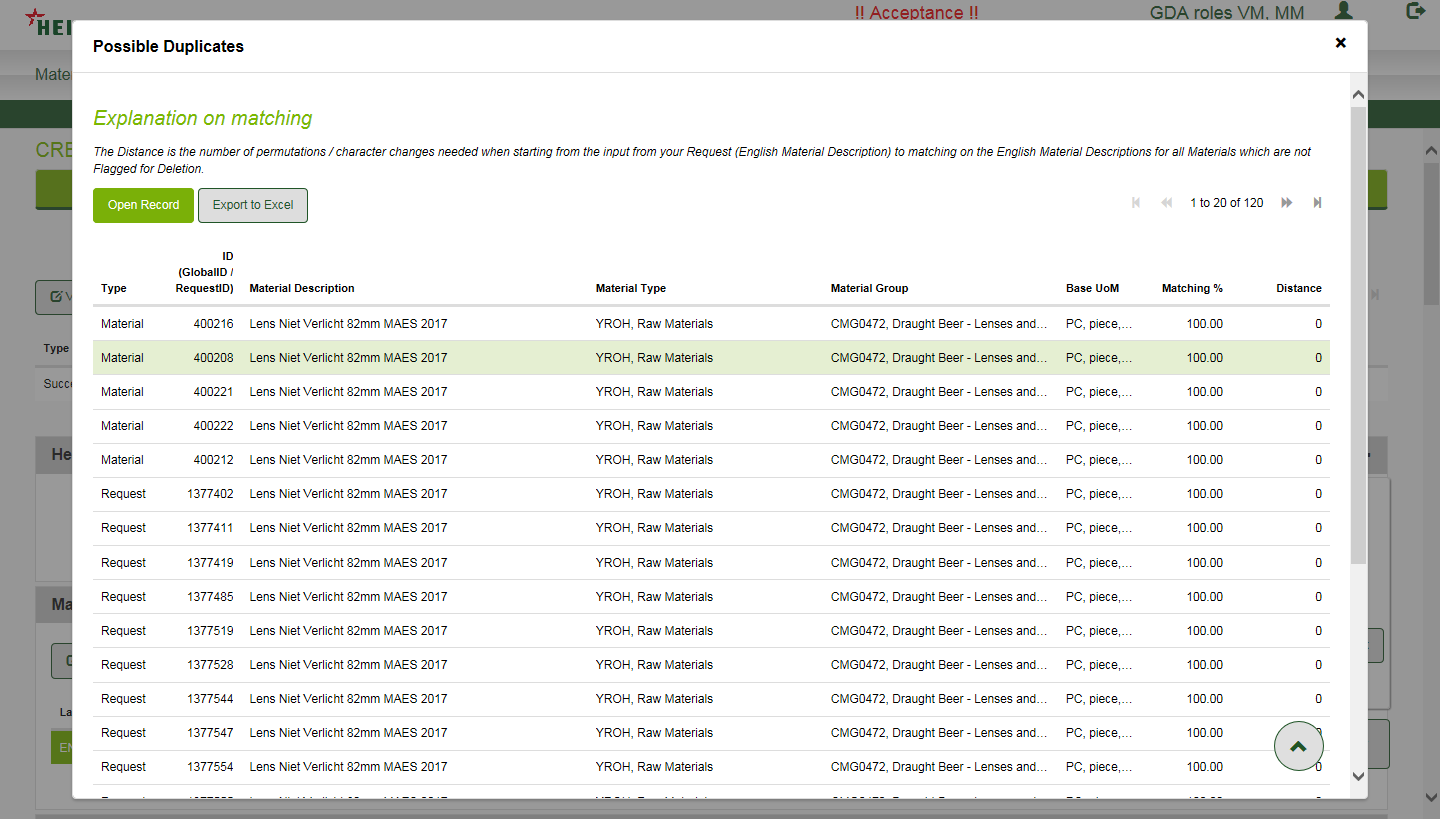 HEI
!! Acceptance !!
GDA roles VM, MM
Possible Duplicates
Mate
Explanation on matching
CRE
The Distance is the number of permutations / character changes needed when starting from the input from your Request (English Material Description) to matching on the English Material Descriptions for all Materials which are not
Flagged for Deletion.
Open Record Export to Excel 1 to 20 of 120
ID
(GlobalID /
Type RequestID) Material Description Material Type Material Group Base UoM Matching % Distance
Material 400216 Lens Niet Verlicht 82mm MAES 2017 YROH, Raw Materials CMG0472, Draught Beer - Lenses and... PC, piece,... 100.00 0
Type
Material 400208 Lens Niet Verlicht 82mm MAES 2017 YROH, Raw Materials CMG0472, Draught Beer - Lenses and... PC, piece,... 100.00 0
Succe
Material 400221 Lens Niet Verlicht 82mm MAES 2017 YROH, Raw Materials CMG0472, Draught Beer - Lenses and... PC, piece,... 100.00 0
Material 400222 Lens Niet Verlicht 82mm MAES 2017 YROH, Raw Materials CMG0472, Draught Beer - Lenses and... PC, piece,... 100.00 0
He
Material 400212 Lens Niet Verlicht 82mm MAES 2017 YROH, Raw Materials CMG0472, Draught Beer - Lenses and... PC, piece,... 100.00 0
Request 1377402 Lens Niet Verlicht 82mm MAES 2017 YROH, Raw Materials CMG0472, Draught Beer - Lenses and... PC, piece,... 100.00 0
Request 1377411 Lens Niet Verlicht 82mm MAES 2017 YROH, Raw Materials CMG0472, Draught Beer - Lenses and... PC, piece,... 100.00 0
Request 1377419 Lens Niet Verlicht 82mm MAES 2017 YROH, Raw Materials CMG0472, Draught Beer - Lenses and... PC, piece,... 100.00 0
Request 1377485 Lens Niet Verlicht 82mm MAES 2017 YROH, Raw Materials CMG0472, Draught Beer - Lenses and... PC, piece,... 100.00 0
Ma
Request 1377519 Lens Niet Verlicht 82mm MAES 2017 YROH, Raw Materials CMG0472, Draught Beer - Lenses and... PC, piece,... 100.00 0
Request 1377528 Lens Niet Verlicht 82mm MAES 2017 YROH, Raw Materials CMG0472, Draught Beer - Lenses and... PC, piece,... 100.00 0
Request 1377544 Lens Niet Verlicht 82mm MAES 2017 YROH, Raw Materials CMG0472, Draught Beer - Lenses and... PC, piece,... 100.00 0
La
Request 1377547 Lens Niet Verlicht 82mm MAES 2017 YROH, Raw Materials CMG0472, Draught Beer - Lenses and... PC, piece,... 100.00
EN
Request 1377554 Lens Niet Verlicht 82mm MAES 2017 YROH, Raw Materials CMG0472, Draught Beer - Lenses and... PC, piece,... 100.00 0